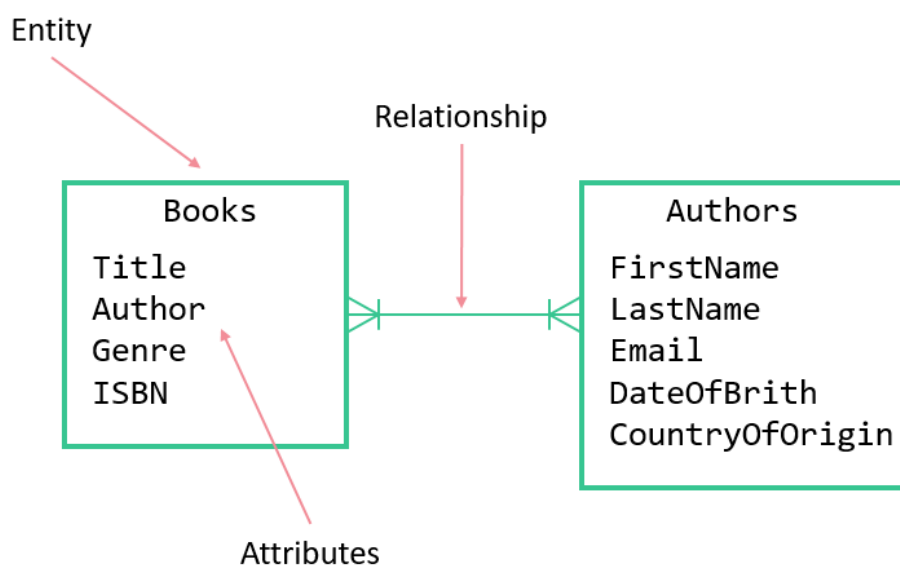 Entity
Relationship
Books
Title
Author
Genre
ISBN
Authors
FirstName
LastName
Email
DateOfBrith
CountryOfOrigin
Attributes